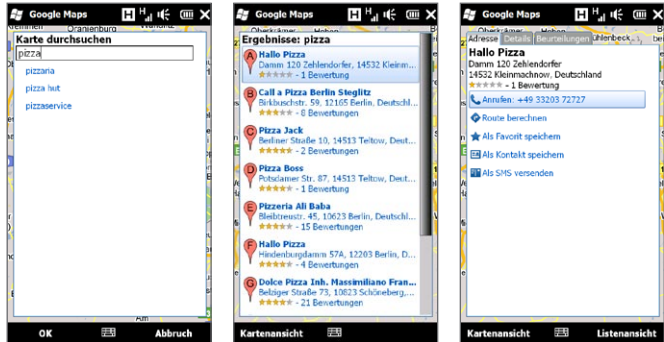 Google Maps
Oranienburg
Karte durchsuchen
pizza
pizzaria
pizza hut
pizzaservice
OK
Abbruch
Google Maps
Ergebnisse: pizza
A Hallo Pizza
Damm 120 Zehlendorfer, 14532 Kleinm...
- 1 Bewertung
B Call a Pizza Berlin Steglitz
Birkbuschstr. 59, 12165 Berlin, Deutschl...
- 8 Bewertungen
C Pizza Jack
Berliner Straße 10, 14513 Teltow, Deut...
- 2 Bewertungen
D Pizza Boss
Potsdamer Str. 87, 14513 Teltow, Deut...
- 1 Bewertung
E Pizzeria Ali Baba
Bleibtreustr. 45, 10623 Berlin, Deutschl...
- 15 Bewertungen
F Hallo Pizza
Hindenburgdamm 57A, 12203 Berlin, D...
- 4 Bewertungen
G Dolce Pizza Inh. Massimiliano Fran...
Belziger Straße 73, 10823 Schöneberg,...
- 21 Bewertungen
Kartenansicht
Google Maps
Adresse Details Beurteilungen
Hallo Pizza
Damm 120 Zehlendorfer
14532 Kleinmachnow, Deutschland
- 1 Bewertung
Anrufen: +49 33203 72727
Route berechnen
Als Favorit speichern
Als Kontakt speichern
Als SMS versenden
Kartenansicht
Listenansicht